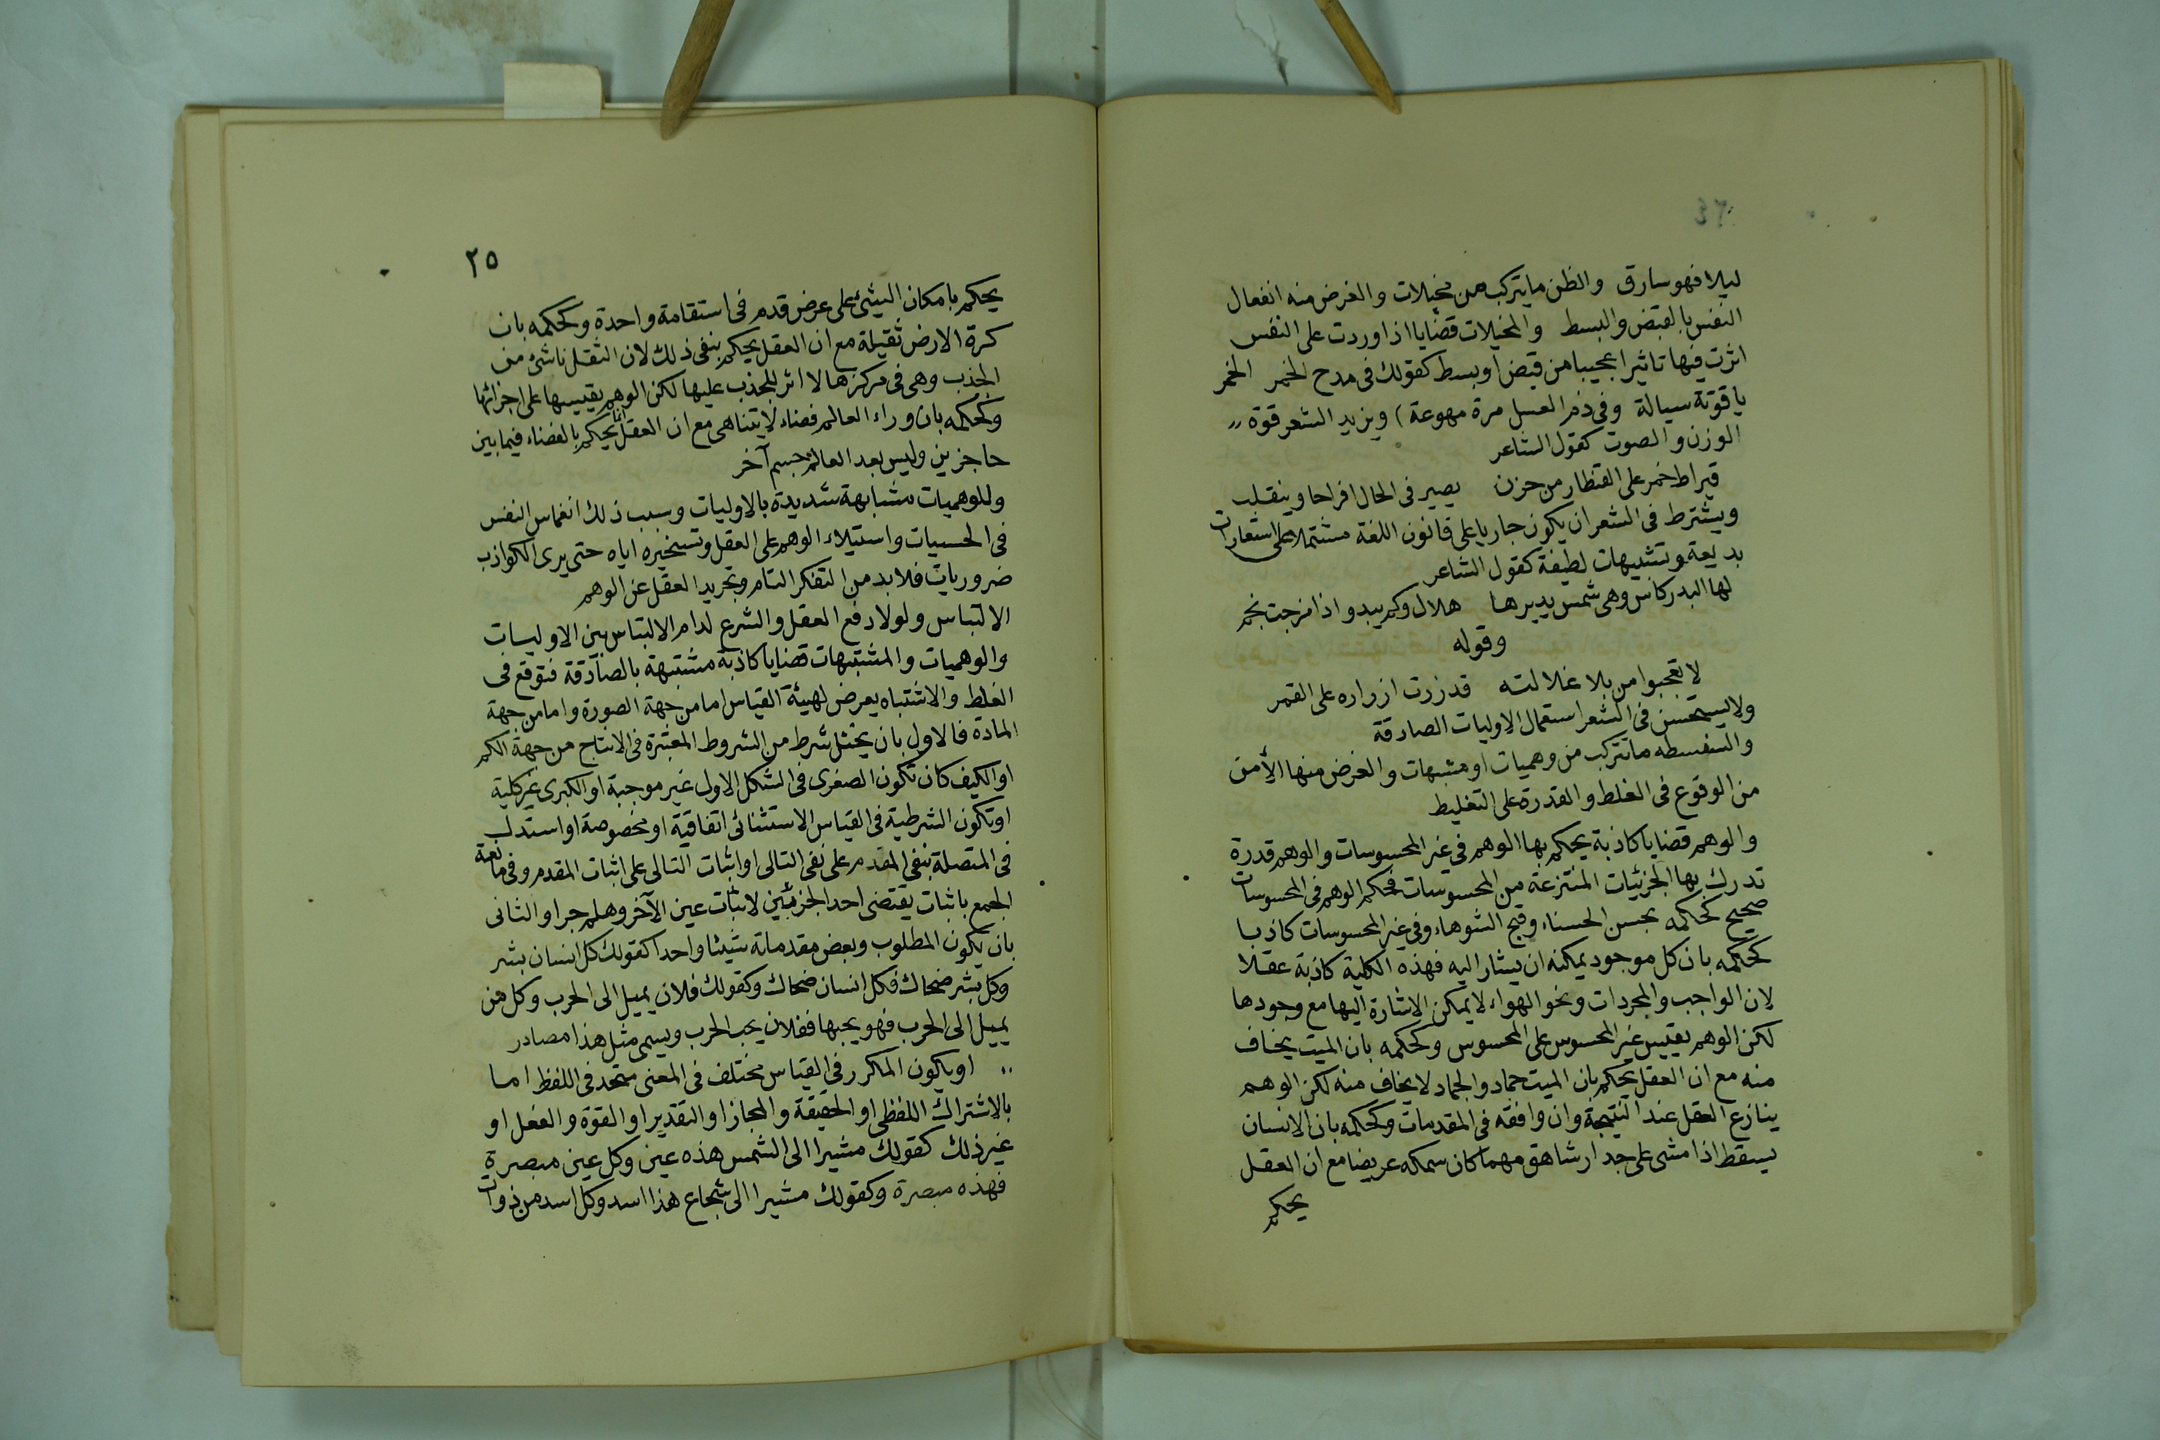 ٢٤
ليلا فهو سارق والظن ما يتركب من مخيلات والغرض منه انفعال
النفس بالقبض والبسط والمخيلات قضايا اذا وردت على النفس
اثرت فيها تاثيرا عجيبا من قبض او بسط كقولك في مدح الخمر الخمر
ياقوتة سيالة وفي ذم العسل مرة مهوعة) ويزيد الشعر قوة
الوزن والصوت كقول الشاعر
قيراط خمر على القنطار من حزن يصير في الحال افراحا وينقلب
ويشترط في الشعر ان يكون جاريا على قانون اللغة مشتملا على استعارات
بديعة وتشبيهات لطيفة كقول الشاعر
لها البدر كاس وهي شمس يديرها هلال وكم يبدو اذا مزجت نجم
وقوله
لا تعجبوا من بلا غلالته قد زرت ازراره على القمر
ولا يستحسن في الشعر استعمال الاوليات الصادقة
والسفسطه ما تتركب من وهميات او مشبهات والغرض منها الأمن
من الوقوع في الغلط والقدرة على التغليط
والوهم قضايا كاذبة يحكم بها الوهم في غير المحسوسات والوهم قدرة
تدرك بها الجزئيات المنتزعة من المحسوسات فحكم الوهم في المحسوسات
صحيح كحكمه بحسن الحسناء وقبح الشوهاء وفي غير المحسوسات كاذبا
كحكمه بان كل موجود يمكنه ان يشار اليه فهذه الكلية كاذبة عقلا
لان الواجب والمجردات ونحو الهواء لا يمكن الاشارة اليها مع وجودها
لكن الوهم يقيس غير المحسوس على المحسوس وكحكمه بان الميت يخاف
منه مع ان العقل يحكم بان الميت جماد والجماد لا يخاف منه لكن الوهم
ينازع العقل عند النتيجة وان وافقه في المقدمات وكحكمه بان الانسان
يسقط اذا مشى على جدار شاهق مهما كان سمكه عريضا مع ان العقل
يحكم
٢٥
يحكم بامكان الشيئ على عرض قدم في استقامة واحدة وكحكمه بان
كرة الارض ثقيلة مع ان العقل يحكم بنفي ذلك لان الثقل ناشئ من
الجذب وهي في مركزها لا اثر للجذب عليها لكن الوهم يقيسها على اجزائها
وكحكمه بان وراء العالم فضاء لا يتناهى مع ان العقل انما يحكم بالفضاء فيما بين
حاجزين وليس بعد العالم جسم آخر
وللوهميات مشابهة شديدة بالاوليات وسبب ذلك انغماس النفس
في الحسيات واستيلاء الوهم على العقل وتسخيره اياه حتى يرى الكواذب
ضروريات فلا بد من التفكر التام وتجريد العقل عن الوهم
الالتباس ولولا دفع العقل والشرع لدام الالتباس بين الاوليات
والوهميات والمشتبهات قضايا كاذبة مشتبهة بالصادقة فتوقع في
الغلط والاشتباه يعرض لهيئة القياس اما من جهة الصورة واما من جهة
المادة فالاول بان يختل شرط من الشروط المعتبرة في الانتاج من جهة الكم
او الكيف كان تكون الصغرى في الشكل الاول غير موجبة او الكبرى غير كلية
او تكون الشرطية في القياس الاستثنائي اتفاقية او مخصوصة او استدل
في المتصلة بنفي المقدم على نفي التالي او اثبات التالي على اثبات المقدم وفي مانعة
الجمع باثبات نقتضى احد الجزئين لاثبات عين الآخر وهلم جرا والثاني
بان يكون المطلوب وبعض مقدماته شيئا واحدا كقولك كل انسان بشر
وكل بشر ضحاك فكل انسان ضحاك وكقولك فلان يميل الى الحرب وكل من
يميل الى الحرب فهو يحبها ففلان يحب الحرب ويسمى مثل هذا مصادر
او يكون المكرر في القياس مختلف في المعنى متحد في اللفظ اما
بالاشتراك اللفظي او الحقيقة والمجاز او التقدير او القوة والفعل او
غير ذلك كقولك مشيرا الى الشمس هذه عين وكل عين مبصرة
فهذه مبصرة وكقولك مشيرا الى شجاع هذا اسد وكل اسد من ذوات